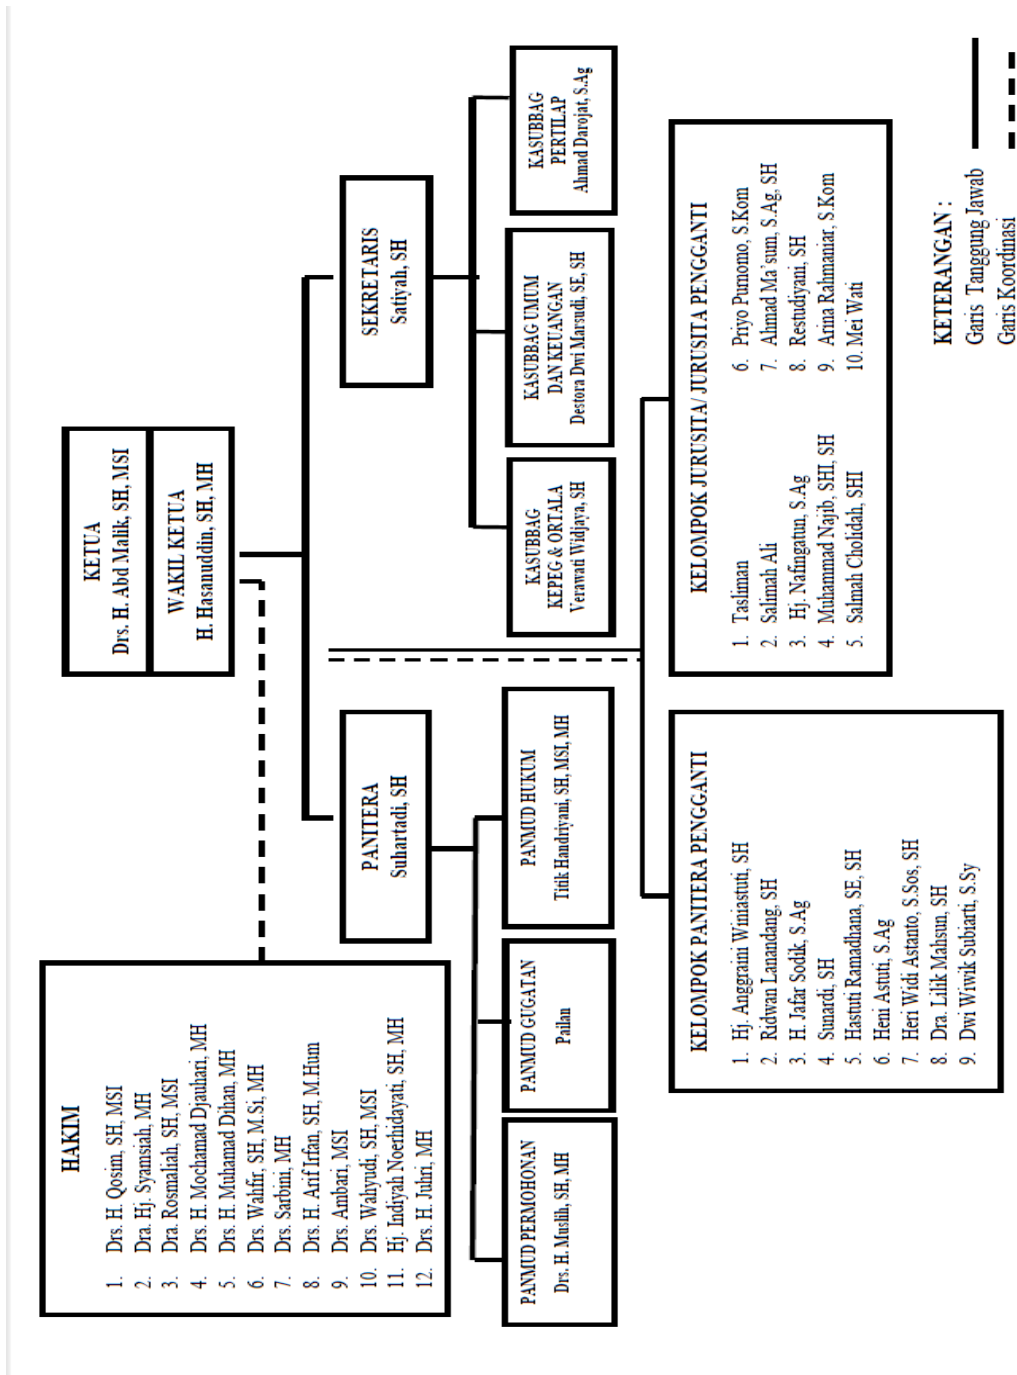 KETUA
Drs. H. Abd Malik, SH, MSI
WAKIL KETUA
H. Hasanuddin, SH, MH
HAKIM
1. Drs. H. Qosim, SH, MSI
2. Dra. Hj. Syamsiah, MH
3. Dra. Rosmaliah, SH, MSI
4. Drs. H. Mochamad Djauhari, MH
5. Drs. H. Muhamad Dihan, MH
6. Drs. Wahfir, SH, M.Si, MH
7. Drs. Sarbini, MH
8. Drs. H. Arif Irfan, SH, M.Hum
9. Drs. Ambari, MSI
10. Drs. Wahyudi, SH, MSI
11. Hj. Indiyah Noerhidayati, SH, MH
12. Drs. H. Juhri, MH
PANITERA
Suhartadi, SH
SEKRETARIS
Satiyah, SH
PANMUD PERMOHONAN
Drs. H. Muslih, SH, MH
PANMUD GUGATAN
Pailan
PANMUD HUKUM
Titik Handriyani, SH, MSI, MH
KASUBBAG
KEPEG & ORTALA
Verawati Widjaya, SH
KASUBBAG UMUM
DAN KEUANGAN
Destora Dwi Marsudi, SE, SH
KASUBBAG
PERTILAP
Ahmad Darojat, S.Ag
KELOMPOK PANITERA PENGGANTI
1. Hj. Anggraini Winiastuti, SH
2. Ridwan Lanandang, SH
3. H. Jafar Sodik, S.Ag
4. Sunardi, SH
5. Hastuti Ramadhana, SE, SH
6. Heni Astuti, S.Ag
7. Heri Widi Astanto, S.Sos, SH
8. Dra. Lilik Mahsun, SH
9. Dwi Wiwik Subiarti, S.Sy
KELOMPOK JURUSITA/ JURUSITA PENGGANTI
1. Tasliman
2. Salimah Ali
3. Hj. Nafingatun, S.Ag
4. Muhammad Najib, SHI, SH
5. Salmah Cholidah, SHI
6. Priyo Purnomo, S.Kom
7. Ahmad Ma'sum, S.Ag, SH
8. Restudiyani, SH
9. Arina Rahmaniar, S.Kom
10. Mei Wati
KETERANGAN :
Garis Tanggung Jawab
Garis Koordinasi